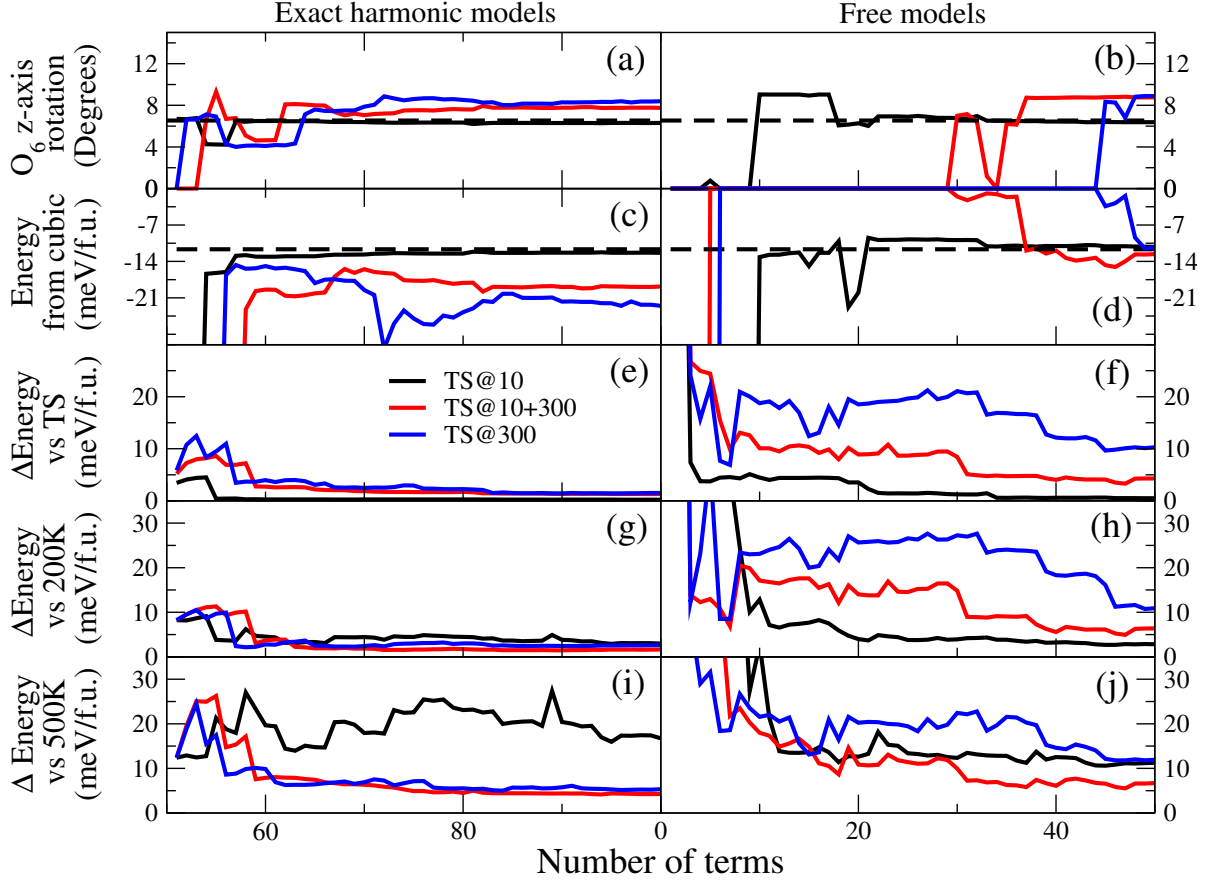 Exact harmonic models
Free models
O6 z-axis
rotation
(Degrees)
12
8
4
0
(a)
(b)
12
8
4
0
Energy
from cubic
(meV/f.u.)
-7
-14
-21
(c)
(d)
-7
-14
-21
ΔEnergy
vs TS
(meV/f.u.)
20
10
0
(e)
TS@10
TS@10+300
TS@300
(f)
20
10
0
ΔEnergy
vs 200K
(meV/f.u.)
30
20
10
0
(g)
(h)
30
20
10
0
Δ Energy
vs 500K
(meV/f.u.)
30
20
10
0
(i)
(j)
30
20
10
0
60 80 0 20 40
Number of terms